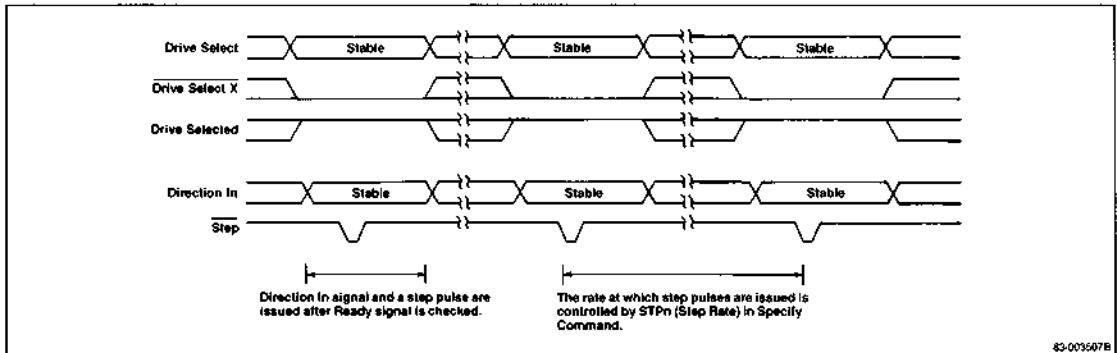 Drive Select
Stable
Stable
Stable
Drive Select X
Drive Selected
Direction In
Stable
Stable
Stable
Step
Direction In signal and a step pulse are
issued after Ready signal is checked.
The rate at which step pulses are issued is
controlled by STPn (Step Rate) in Specify
Command.
83-003507B